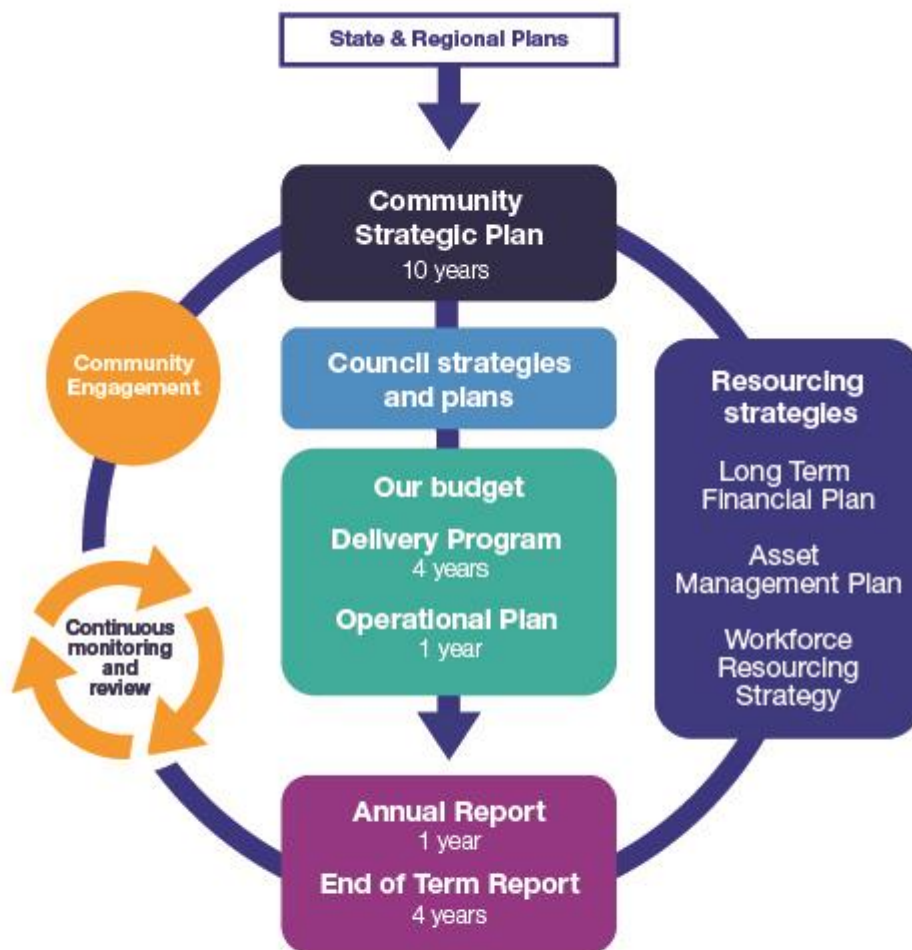 State & Regional Plans
Community
Strategic Plan
10 years
Community
Engagement
Council strategies
and plans
Resourcing
strategies
Long Term
Financial Plan
Asset
Management Plan
Workforce
Resourcing
Strategy
Our budget
Delivery Program
4 years
Operational Plan
1 year
Continuous
monitoring
and
review
Annual Report
1 year
End of Term Report
4 years